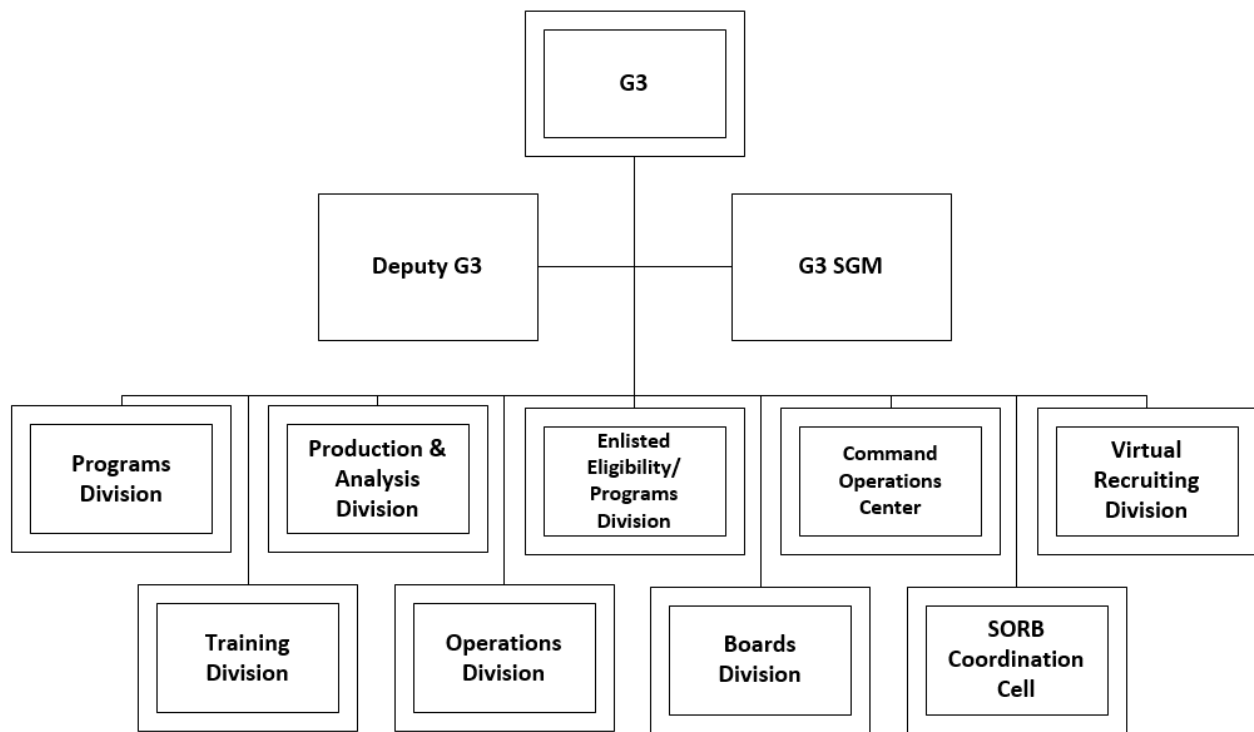 G3
Deputy G3
G3 SGM
Programs
Division
Production &
Analysis
Division
Enlisted
Eligibility/
Programs
Division
Command
Operations
Center
Virtual
Recruiting
Division
Training
Division
Operations
Division
Boards
Division
SORB
Coordination
Cell